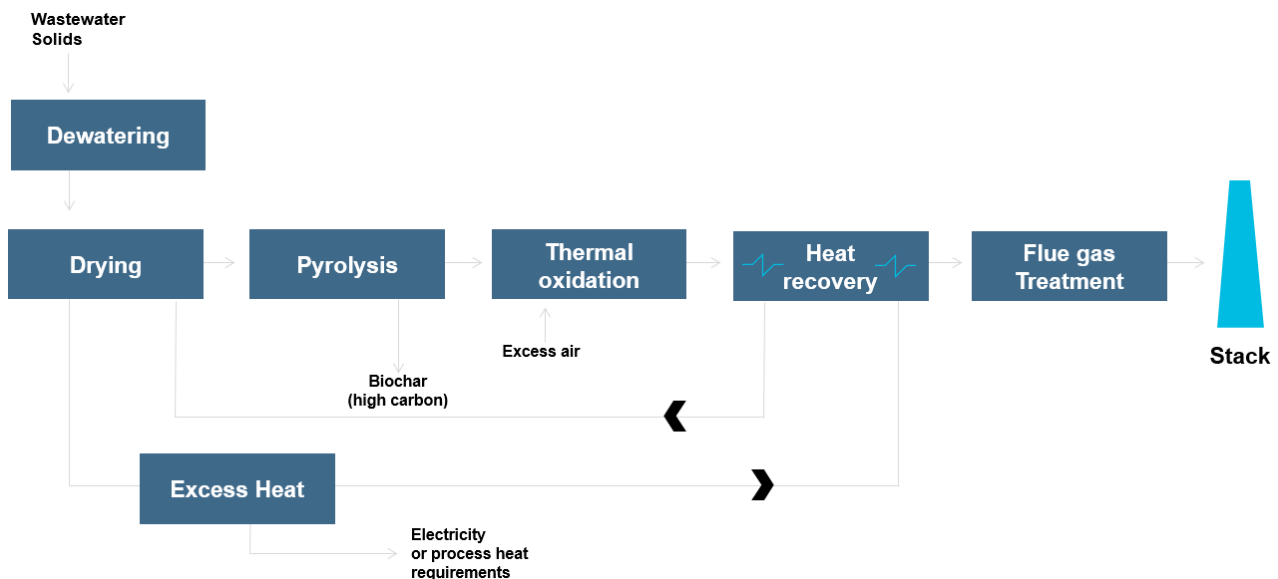 Wastewater
Solids
Dewatering
Drying
Pyrolysis
Thermal
oxidation
Heat
recovery
Flue gas
Treatment
Stack
Excess air
Biochar
(high carbon)
Excess Heat
Electricity
or process heat
requirements